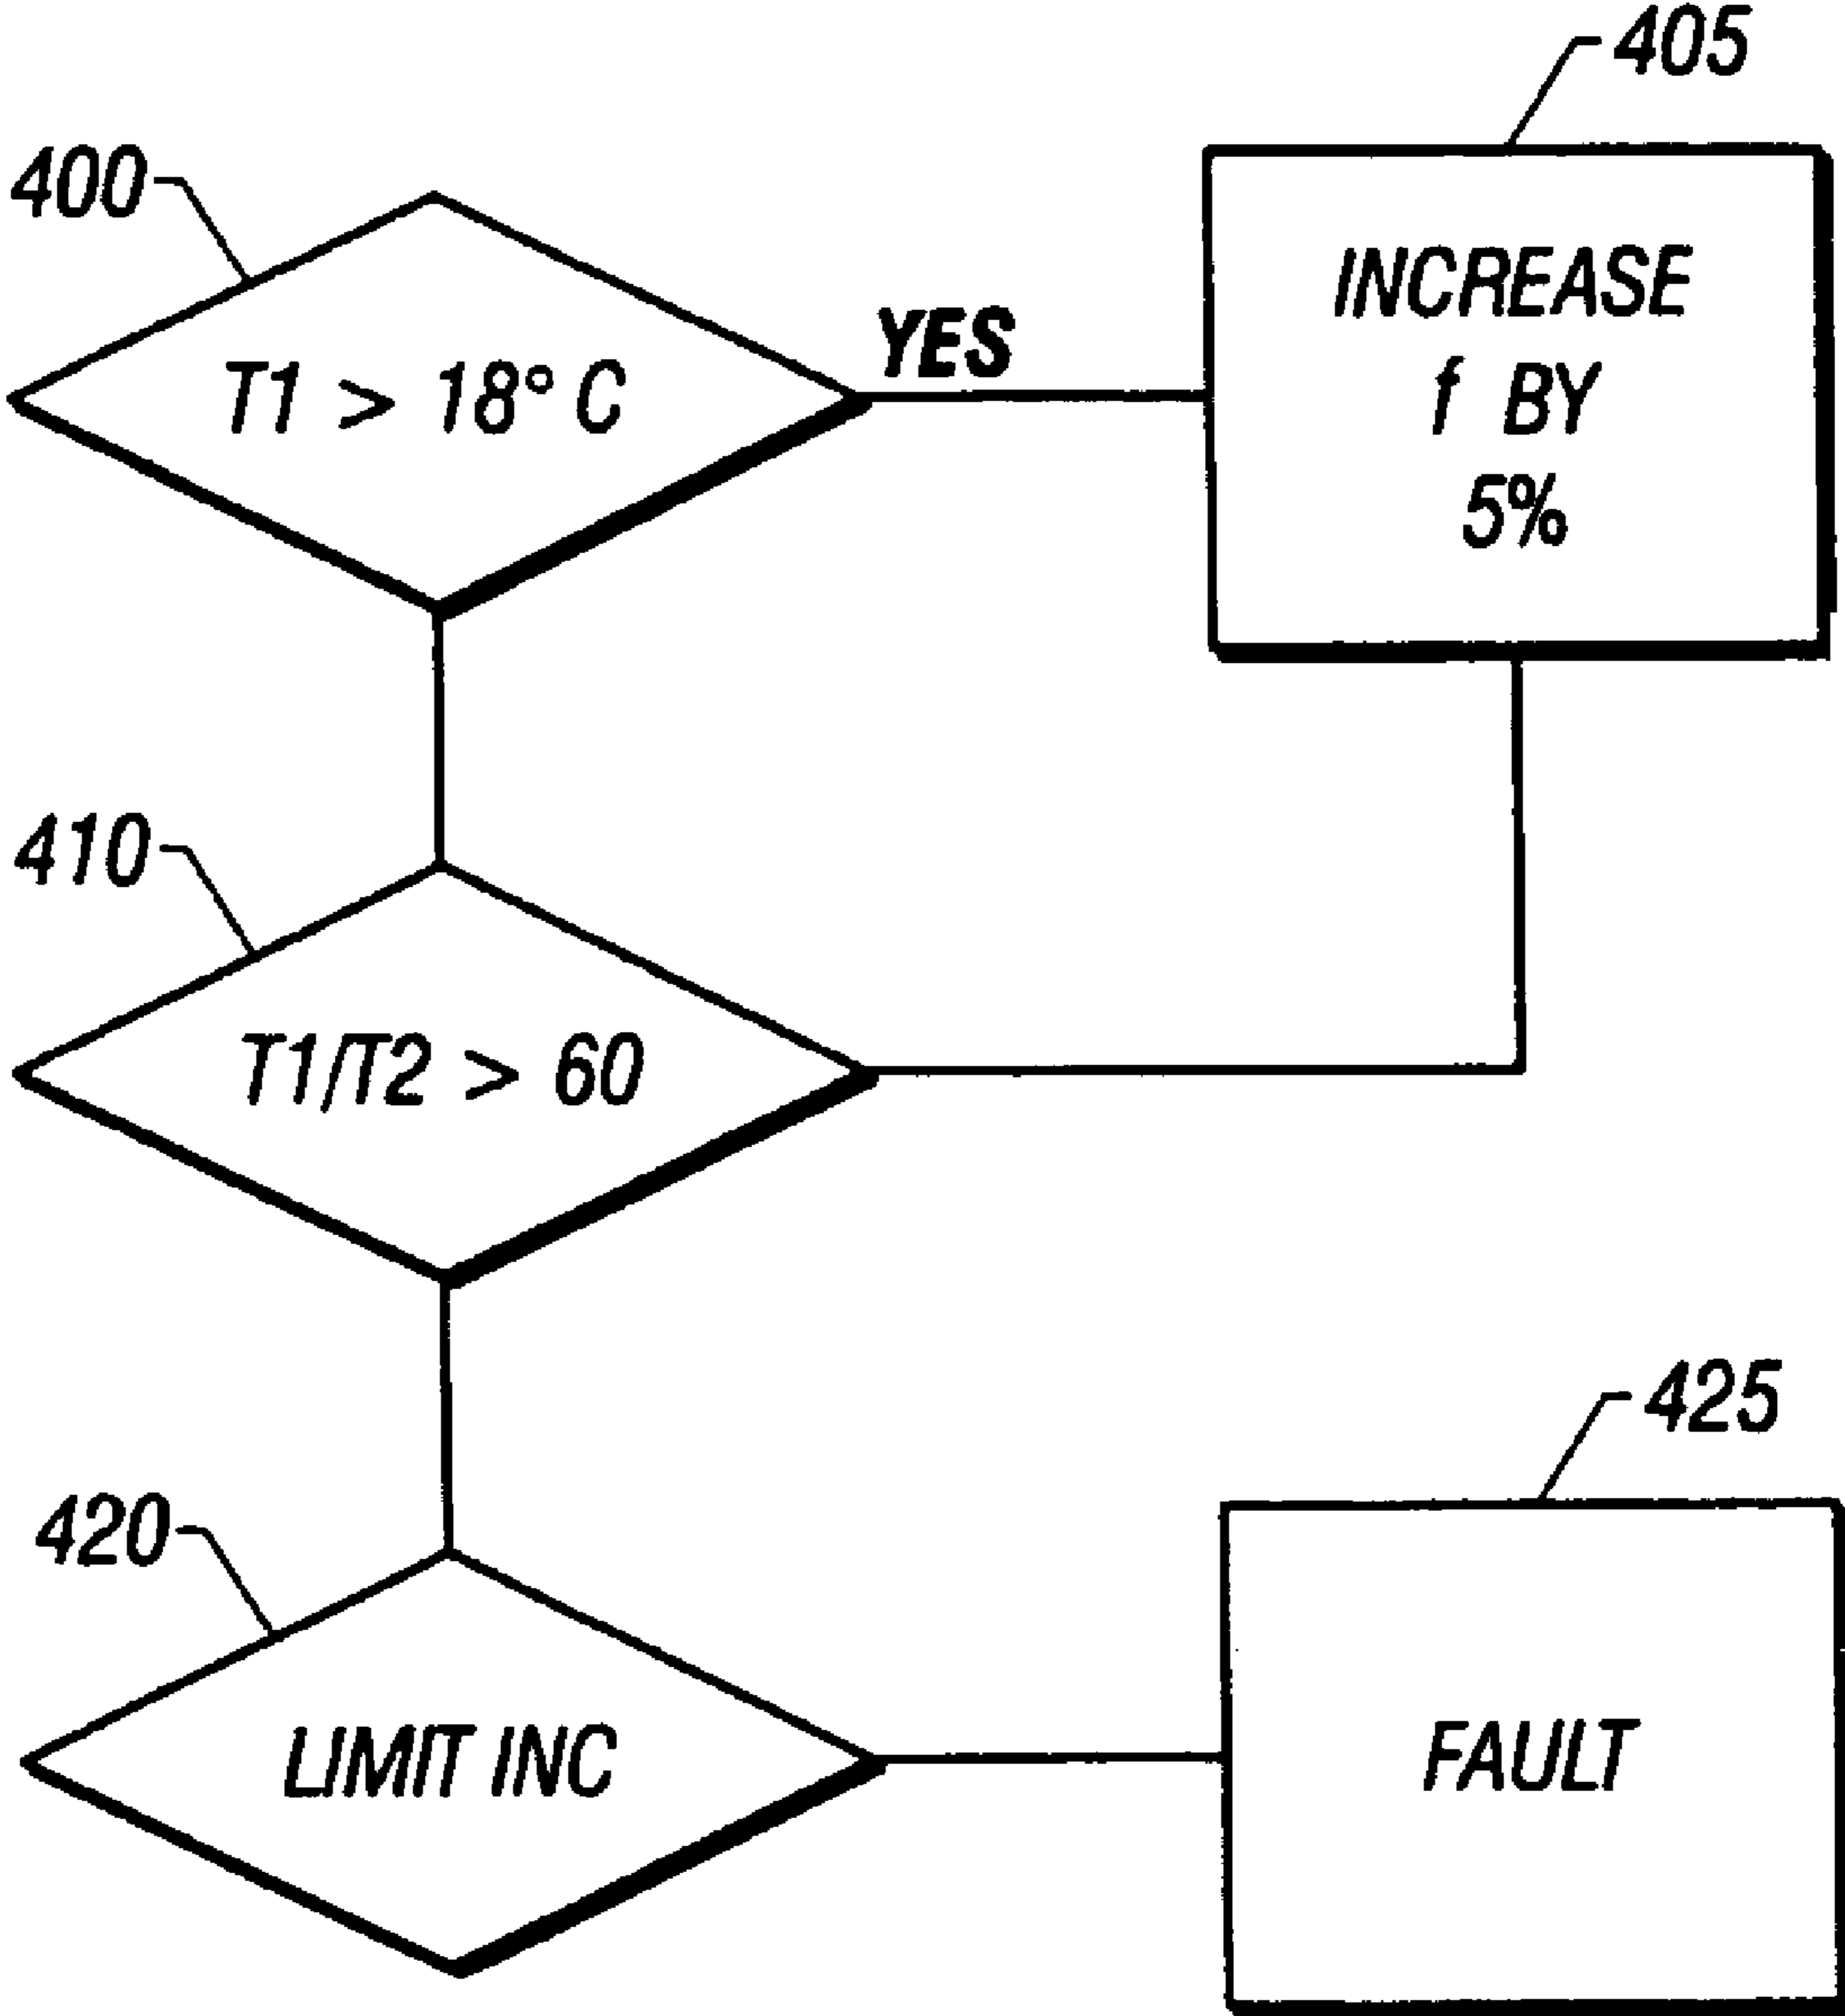 405
400
T1 > 18° C
YES
INCREASE
f BY
5%
410
T1/T2 > 60
425
420
LIMIT INC
FAULT